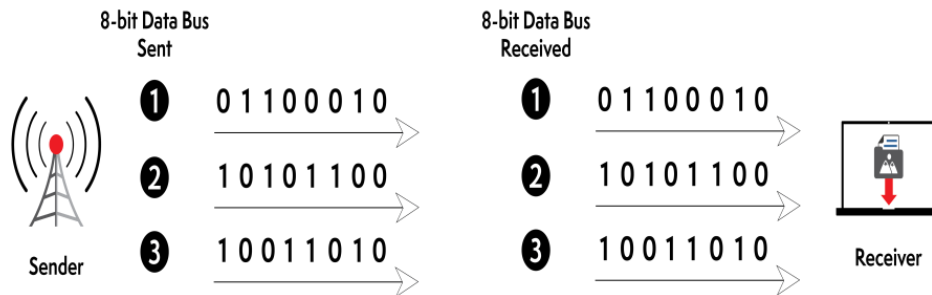 8-bit Data Bus
Sent
8-bit Data Bus
Received
1 0 1 1 0 0 0 1 0
1 0 1 1 0 0 0 1 0
2 1 0 1 0 1 1 0 0
2 1 0 1 0 1 1 0 0
3 1 0 0 1 1 0 1 0
3 1 0 0 1 1 0 1 0
Sender
Receiver